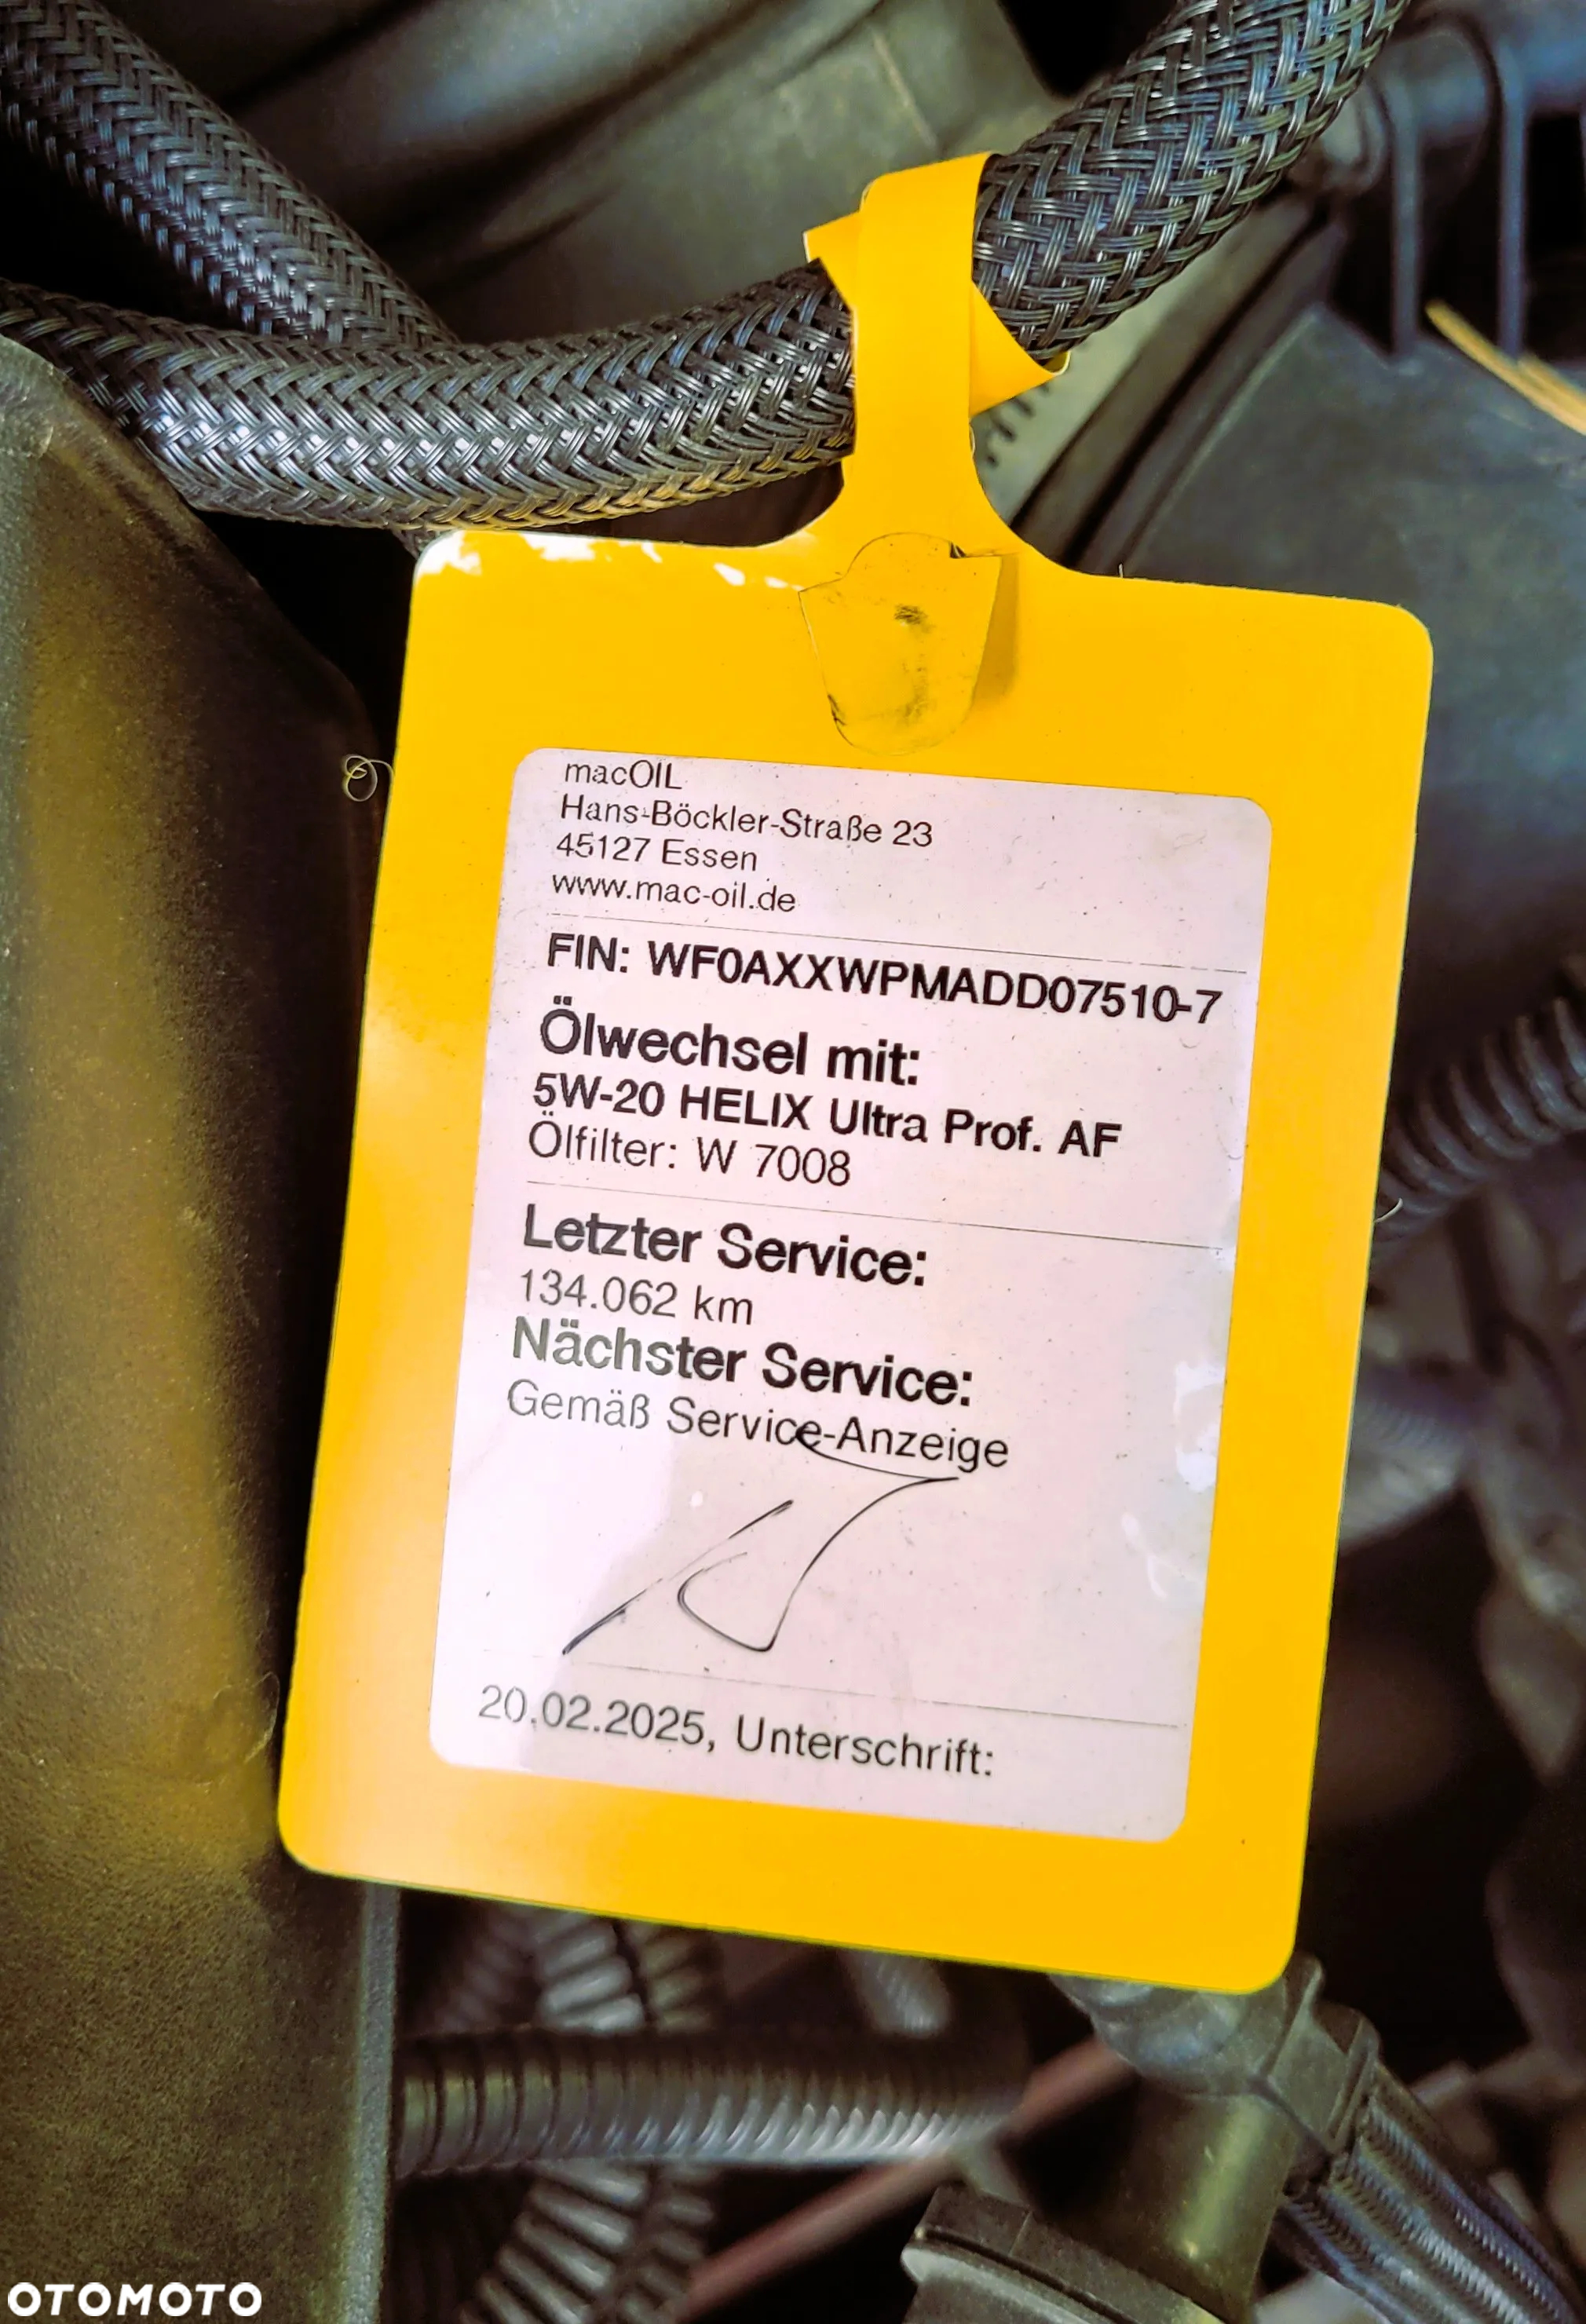 macOIL
Hans-Böckler-Straße 23
45127 Essen
www.mac-oil.de
FIN: WF0AXXWPMADD07510-7
Ölwechsel mit:
5W-20 HELIX Ultra Prof. AF
Ölfilter: W 7008
Letzter Service:
134.062 km
Nächster Service:
Gemäß Service-Anzeige
20.02.2025, Unterschrift:
OTOMOTO